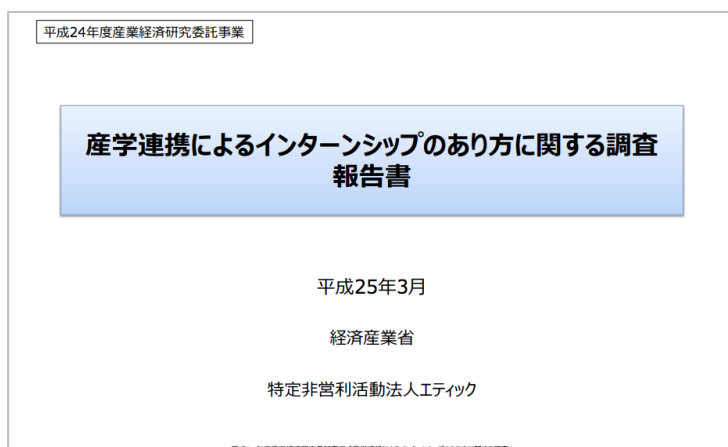 平成24年度産業経済研究委託事業
産学連携によるインターンシップのあり方に関する調査
報告書
平成25年3月
経済産業省
特定非営利活動法人エティック